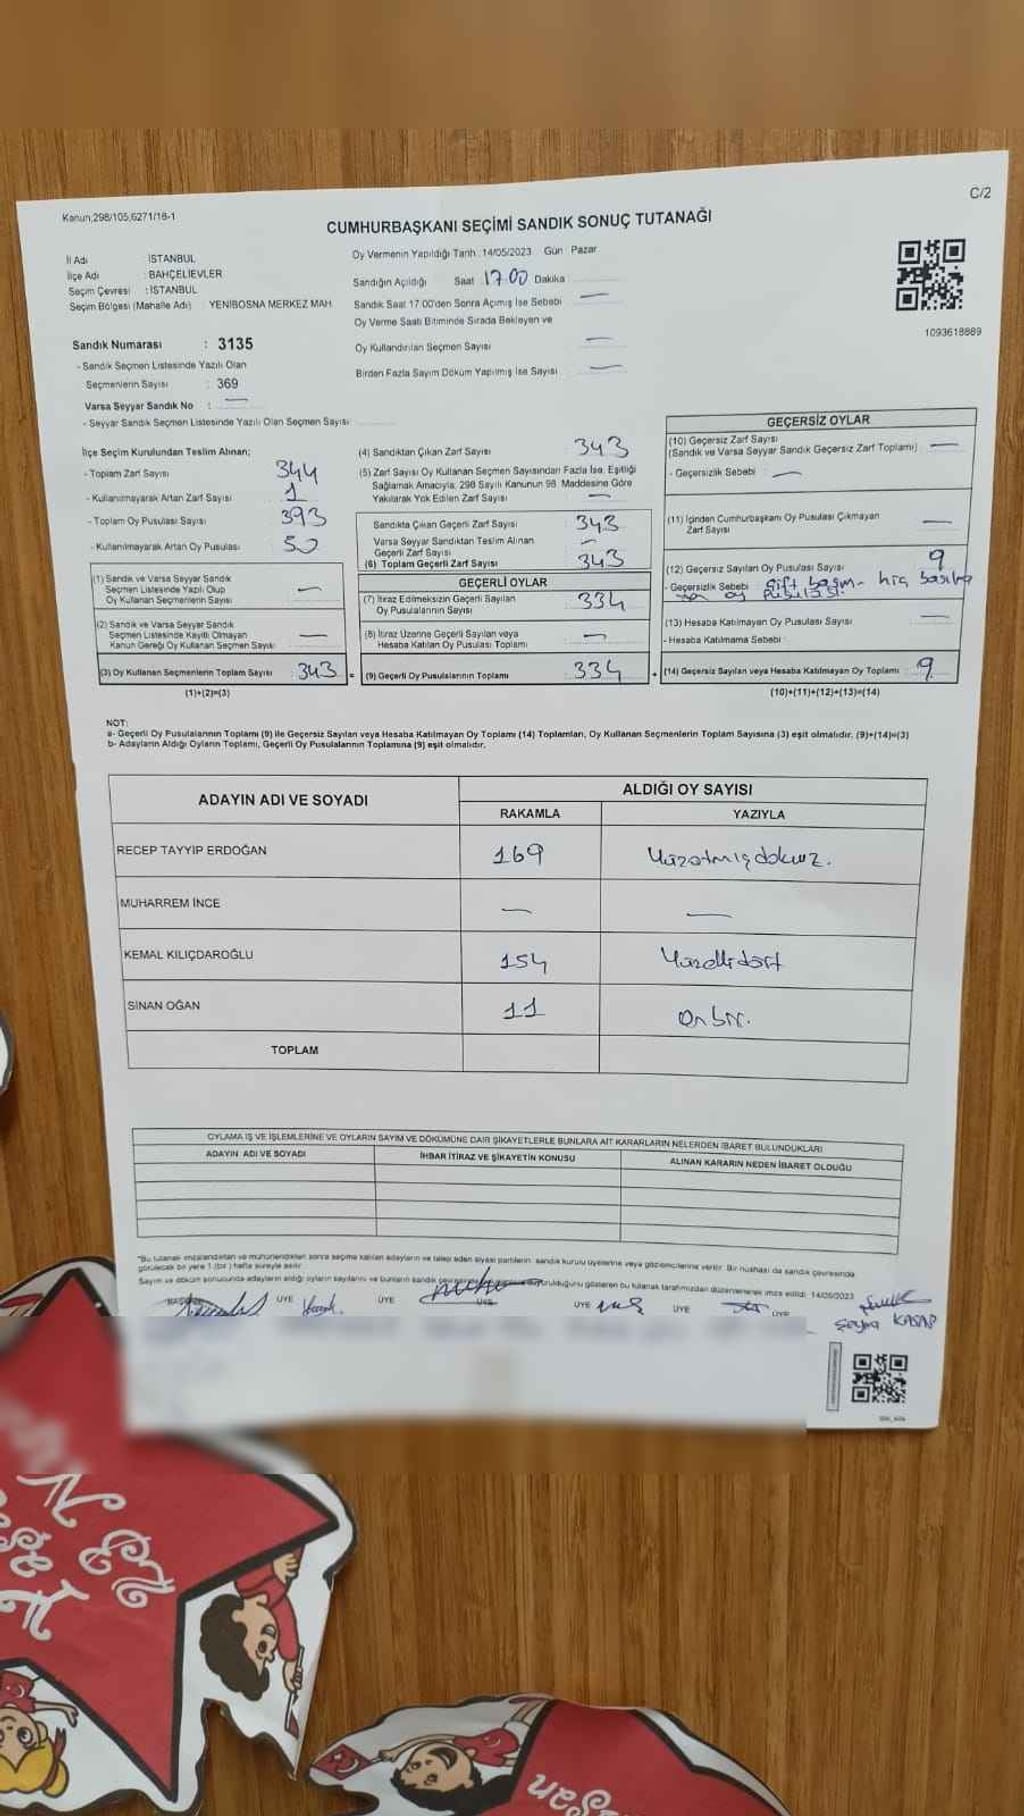 Kanun,298/105,6271/16-1
C/2
CUMHURBAŞKANI SEÇİMİ SANDIK SONUÇ TUTANAĞI
İl Adı : İSTANBUL
İlçe Adı : BAHÇELİEVLER
Seçim Çevresi : İSTANBUL
Seçim Bölgesi (Mahalle Adı) : YENİBOSNA MERKEZ MAH.
Sandık Numarası : 3135
- Sandık Seçmen Listesinde Yazılı Olan
Seçmenlerin Sayısı : 369
Varsa Seyyar Sandık No : —
- Seyyar Sandık Seçmen Listesinde Yazılı Olan Seçmen Sayısı
Oy Vermenin Yapıldığı Tarih : 14/05/2023 Gün : Pazar
Sandığın Açıldığı Saat 17.00 Dakika
Sandık Saat 17.00'den Sonra Açılmış İse Sebebi —
Oy Verme Saati Bitiminde Sırada Bekleyen ve
Oy Kullandırılan Seçmen Sayısı —
Birden Fazla Sayım Döküm Yapılmış İse Sayısı —
1093618889
İlçe Seçim Kurulundan Teslim Alınan;
- Toplam Zarf Sayısı 344
- Kullanılmayarak Artan Zarf Sayısı 1
- Toplam Oy Pusulası Sayısı 393
- Kullanılmayarak Artan Oy Pusulası 50
(1) Sandık ve Varsa Seyyar Sandık
Seçmen Listesinde Yazılı Olup
Oy Kullanan Seçmenlerin Sayısı —
(2) Sandık ve Varsa Seyyar Sandık
Seçmen Listesinde Kayıtlı Olmayan
Kanun Gereği Oy Kullanan Seçmen Sayısı —
(3) Oy Kullanan Seçmenlerin Toplam Sayısı 343 =
(1)+(2)=(3)
(4) Sandıktan Çıkan Zarf Sayısı 343
(5) Zarf Sayısı Oy Kullanan Seçmen Sayısından Fazla İse, Eşitliği
Sağlamak Amacıyla, 298 Sayılı Kanunun 98. Maddesine Göre
Yakılarak Yok Edilen Zarf Sayısı —
Sandıkta Çıkan Geçerli Zarf Sayısı 343
Varsa Seyyar Sandıktan Teslim Alınan
Geçerli Zarf Sayısı —
(6) Toplam Geçerli Zarf Sayısı 343
GEÇERLİ OYLAR
(7) İtiraz Edilmeksizin Geçerli Sayılan
Oy Pusulalarının Sayısı 334
(8) İtiraz Üzerine Geçerli Sayılan veya
Hesaba Katılan Oy Pusulası Toplamı —
(9) Geçerli Oy Pusulalarının Toplamı 334 +
GEÇERSİZ OYLAR
(10) Geçersiz Zarf Sayısı
(Sandık ve Varsa Seyyar Sandık Geçersiz Zarf Toplamı) —
- Geçersizlik Sebebi : —
(11) İçinden Cumhurbaşkanı Oy Pusulası Çıkmayan
Zarf Sayısı —
(12) Geçersiz Sayılan Oy Pusulası Sayısı 9
- Geçersizlik Sebebi : Çift basım - hiç basılma
oy pusulası.
(13) Hesaba Katılmayan Oy Pusulası Sayısı —
- Hesaba Katılmama Sebebi :
(14) Geçersiz Sayılan veya Hesaba Katılmayan Oy Toplamı 9
(10)+(11)+(12)+(13)=(14)
NOT:
a- Geçerli Oy Pusulalarının Toplamı (9) ile Geçersiz Sayılan veya Hesaba Katılmayan Oy Toplamı (14) Toplamları, Oy Kullanan Seçmenlerin Toplam Sayısına (3) eşit olmalıdır. (9)+(14)=(3)
b- Adayların Aldığı Oyların Toplamı, Geçerli Oy Pusulalarının Toplamına (9) eşit olmalıdır.
ADAYIN ADI VE SOYADI ALDIĞI OY SAYISI
RAKAMLA YAZIYLA
RECEP TAYYİP ERDOĞAN 169 Yüzatmışdokuz.
MUHARREM İNCE — —
KEMAL KILIÇDAROĞLU 154 Yüzellidört
SİNAN OĞAN 11 Onbir.
TOPLAM
OYLAMA İŞ VE İŞLEMLERİNE VE OYLARIN SAYIM VE DÖKÜMÜNE DAİR ŞİKAYETLERLE BUNLARA AİT KARARLARIN NELERDEN İBARET BULUNDUKLARI
ADAYIN ADI VE SOYADI İHBAR İTİRAZ VE ŞİKAYETİN KONUSU ALINAN KARARIN NEDEN İBARET OLDUĞU
*Bu tutanak imzalandıktan ve mühürlendikten sonra seçime katılan adayların ve talep eden siyasi partilerin sandık kurulu üyelerine veya gözlemcilerine verilir. Bir nüshası da sandık çevresinde
görülecek bir yere 1 (bir) hafta süreyle asılır.
Sayım ve döküm sonucunda adayların aldığı oyların sayılarını ve bunların sandık gösteren bu tutanak tarafımızdan düzenlenerek imza edildi. 14/05/2023
BAŞKAN ÜYE ÜYE ÜYE ÜYE ÜYE ÜYE
Şeyma KASAP